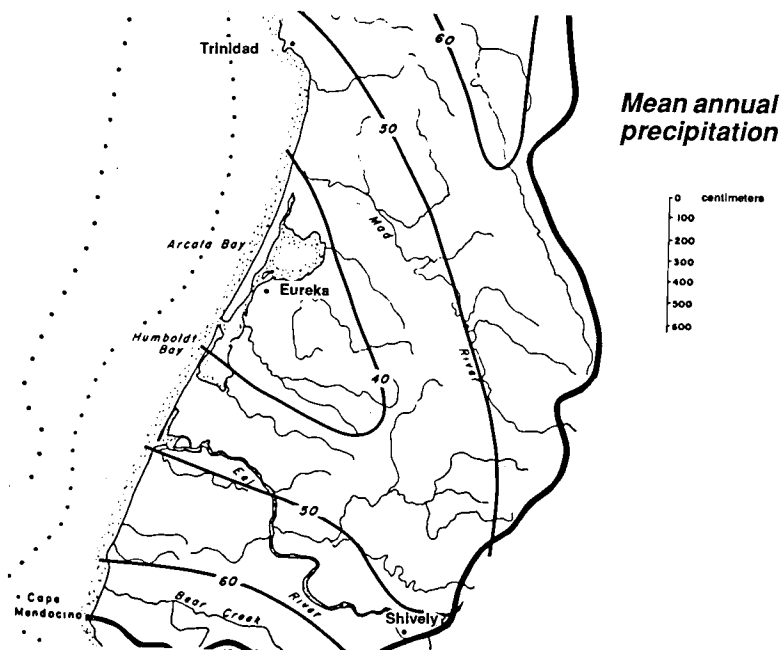 60
Trinidad
Mean annual
precipitation
50
0 centimeters
100
200
300
400
500
600
Mad
Arcata Bay
Eureka
Humboldt
Bay
River
40
Eel
50
60
Cape
Mendocino
Bear Creek
River
Shively